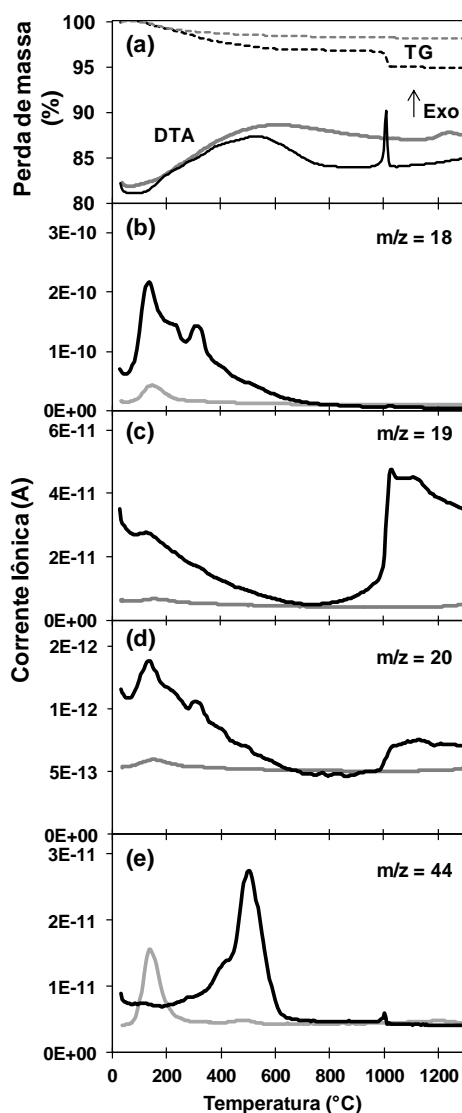 100
95
90
85
80
(a)
TG
Exo
DTA
Perda de massa
(%)
(b)
m/z = 18
3E-10
2E-10
1E-10
0E+00
(c)
m/z = 19
6E-11
4E-11
2E-11
0E+00
(d)
m/z = 20
2E-12
1E-12
5E-13
0E+00
(e)
m/z = 44
3E-11
2E-11
1E-11
0E+00
Corrente Iônica (A)
0 200 400 600 800 1000 1200
Temperatura (°C)